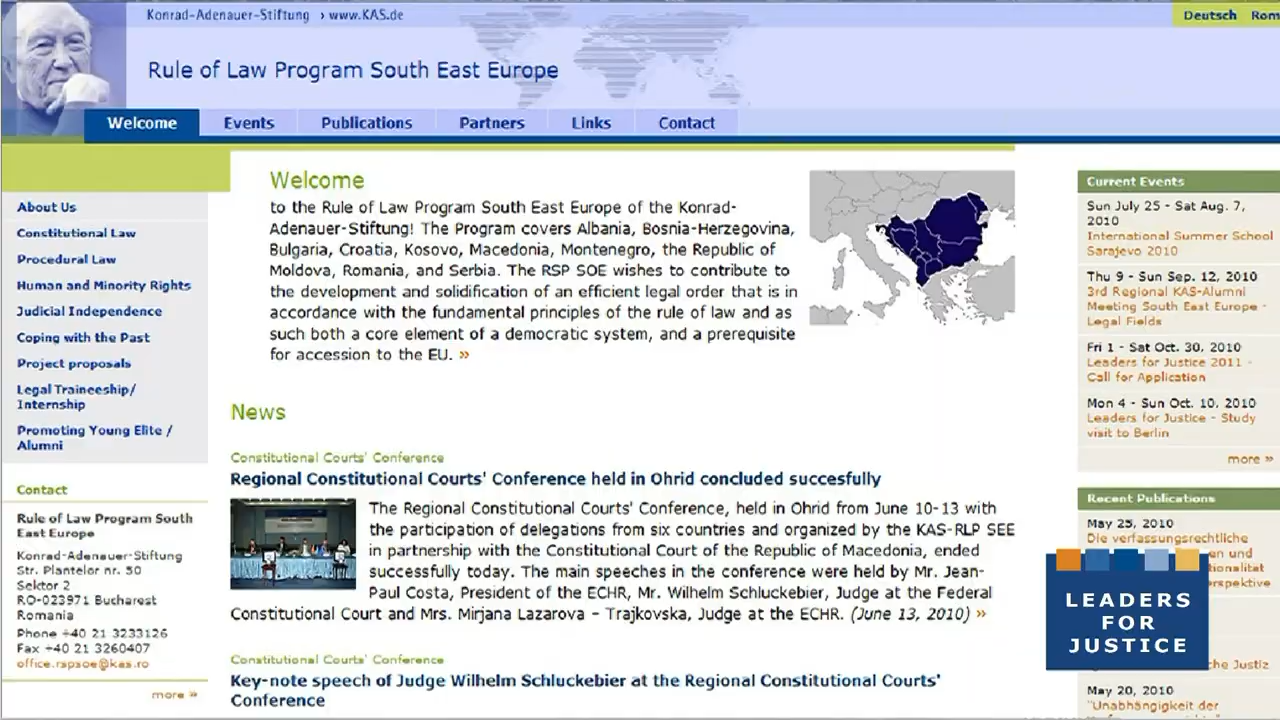 Konrad-Adenauer-Stiftung › www.KAS.de
Deutsch
Rule of Law Program South East Europe
Welcome Events Publications Partners Links Contact
About Us
Constitutional Law
Procedural Law
Human and Minority Rights
Judicial Independence
Coping with the Past
Project proposals
Legal Traineeship/
Internship
Promoting Young Elite /
Alumni
Contact
Rule of Law Program South
East Europe
Konrad-Adenauer-Stiftung
Str. Plantelor nr. 50
Sektor 2
RO-023971 Bucharest
Romania
Phone +40 21 3233126
Fax +40 21 3260407
office.rspsoe@kas.ro
more »
Welcome
to the Rule of Law Program South East Europe of the Konrad-
Adenauer-Stiftung! The Program covers Albania, Bosnia-Herzegovina,
Bulgaria, Croatia, Kosovo, Macedonia, Montenegro, the Republic of
Moldova, Romania, and Serbia. The RSP SOE wishes to contribute to
the development and solidification of an efficient legal order that is in
accordance with the fundamental principles of the rule of law and as
such both a core element of a democratic system, and a prerequisite
for accession to the EU. »
News
Constitutional Courts' Conference
Regional Constitutional Courts' Conference held in Ohrid concluded succesfully
The Regional Constitutional Courts' Conference, held in Ohrid from June 10-13 with
the participation of delegations from six countries and organized by the KAS-RLP SEE
in partnership with the Constitutional Court of the Republic of Macedonia, ended
successfully today. The main speeches in the conference were held by Mr. Jean-
Paul Costa, President of the ECHR, Mr. Wilhelm Schluckebier, Judge at the Federal
Constitutional Court and Mrs. Mirjana Lazarova – Trajkovska, Judge at the ECHR. (June 13, 2010) »
Constitutional Courts' Conference
Key-note speech of Judge Wilhelm Schluckebier at the Regional Constitutional Courts'
Conference
Current Events
Sun July 25 - Sat Aug. 7,
2010
International Summer School
Sarajevo 2010
Thu 9 - Sun Sep. 12, 2010
3rd Regional KAS-Alumni
Meeting South East Europe -
Legal Fields
Fri 1 - Sat Oct. 30, 2010
Leaders for Justice 2011 -
Call for Application
Mon 4 - Sun Oct. 10, 2010
Leaders for Justice - Study
visit to Berlin
more »
Recent Publications
May 25, 2010
Die verfassungsrechtliche
en und
LEADERS
FOR
JUSTICE
May 20, 2010
"Unabhängigkeit der